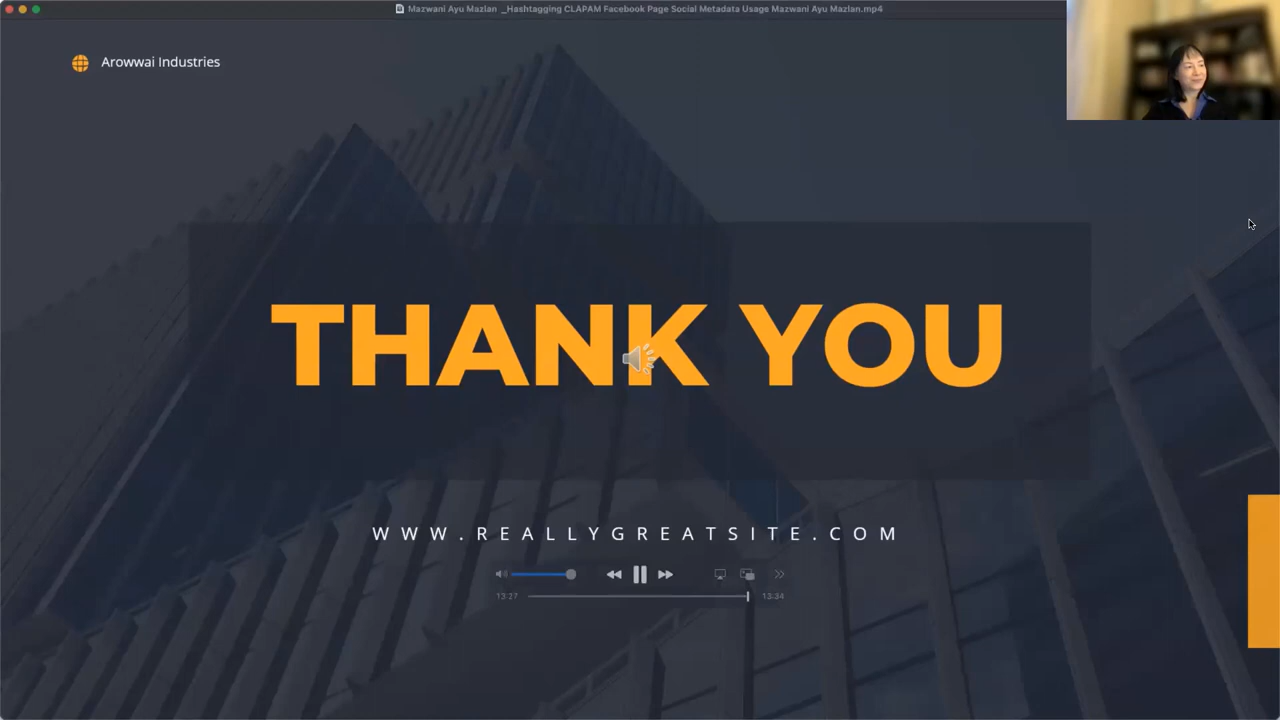 Mazwani Ayu Mazlan _Hashtagging CLAPAM Facebook Page Social Metadata Usage Mazwani Ayu Mazlan.mp4
Arowwai Industries
THANK YOU
WWW.REALLYGREATSITE.COM
13:27
13:34